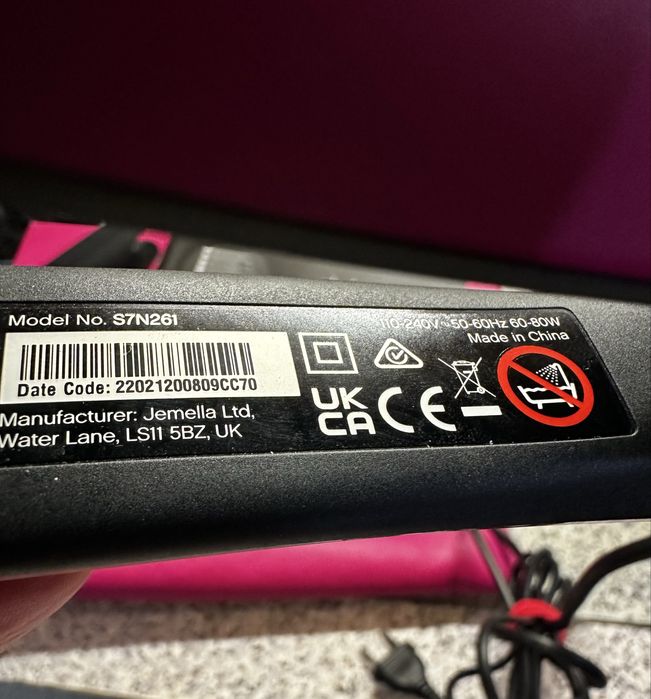 Model No. S7N261
Date Code: 22021200809CC70
Manufacturer: Jemella Ltd,
Water Lane, LS11 5BZ, UK
110-240V ~ 50-60Hz 60-80W
Made in China
UK
CA
CE